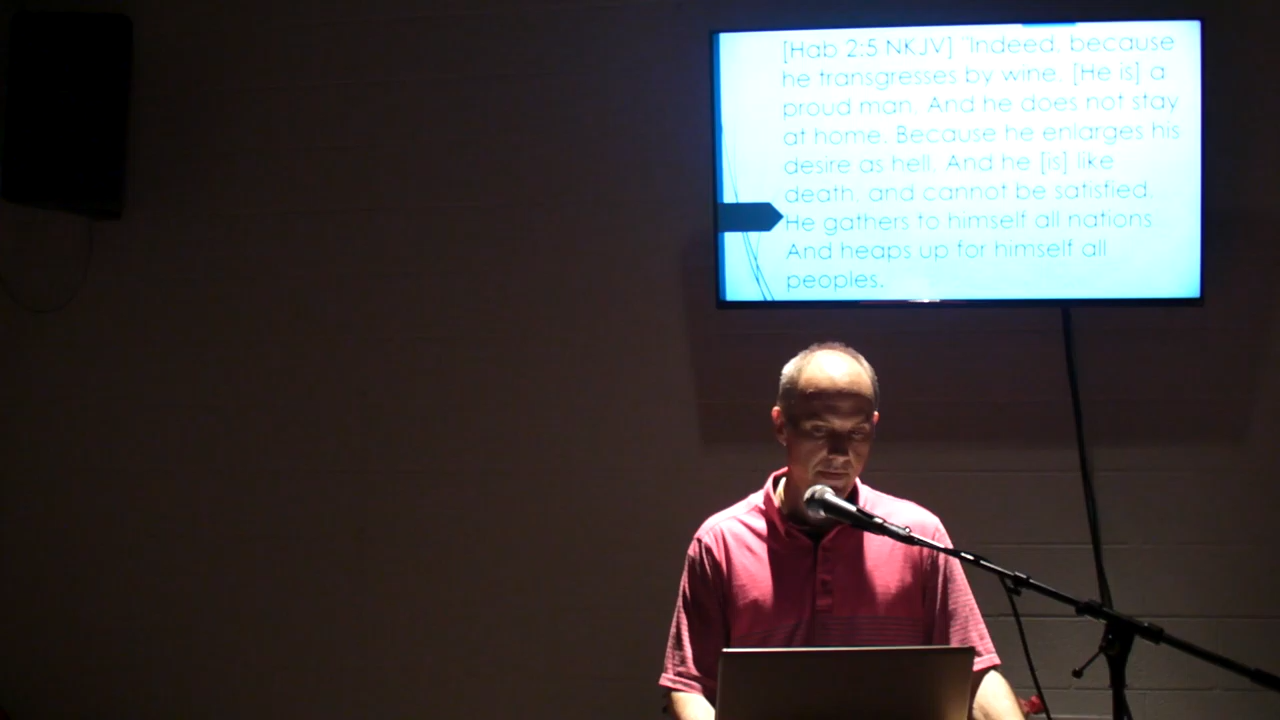 [Hab 2:5 NKJV] "Indeed, because
he transgresses by wine, [He is] a
proud man, And he does not stay
at home. Because he enlarges his
desire as hell, And he [is] like
death, and cannot be satisfied,
He gathers to himself all nations
And heaps up for himself all
peoples.